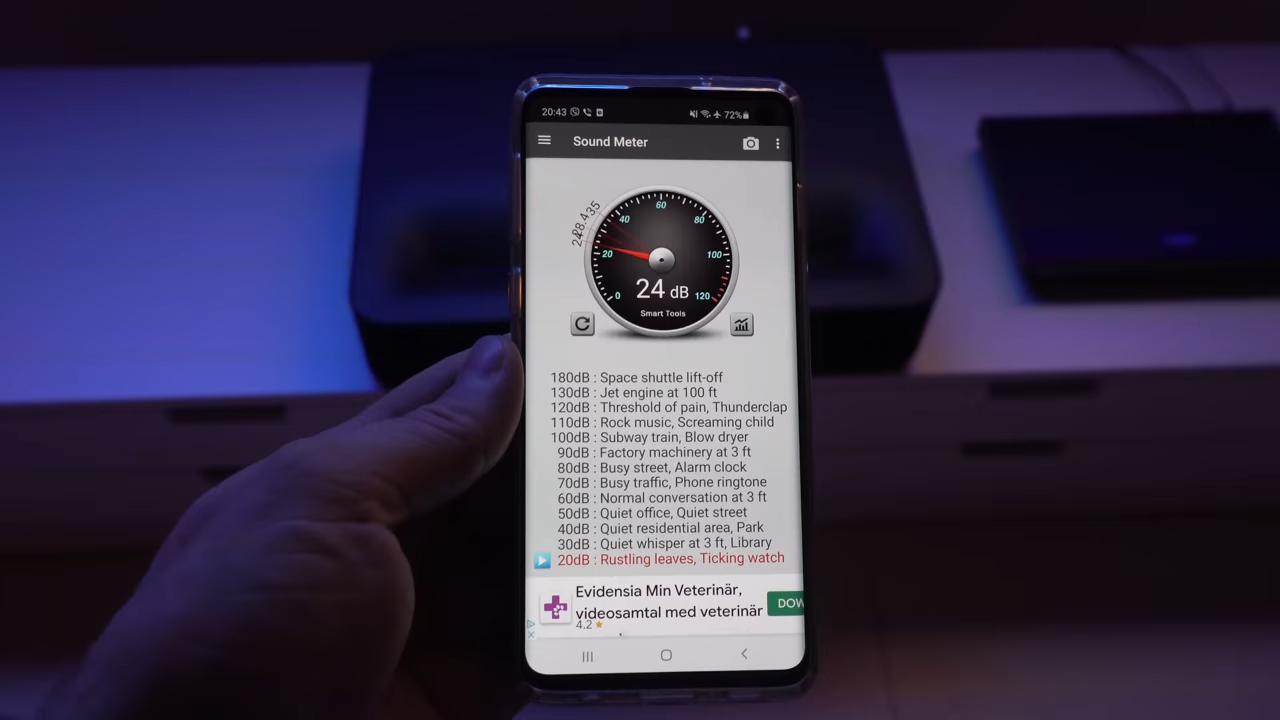 20:43 72%
Sound Meter
24 28.4 35
60
40 80
20 100
0 120
24 dB
Smart Tools
180dB : Space shuttle lift-off
130dB : Jet engine at 100 ft
120dB : Threshold of pain, Thunderclap
110dB : Rock music, Screaming child
100dB : Subway train, Blow dryer
90dB : Factory machinery at 3 ft
80dB : Busy street, Alarm clock
70dB : Busy traffic, Phone ringtone
60dB : Normal conversation at 3 ft
50dB : Quiet office, Quiet street
40dB : Quiet residential area, Park
30dB : Quiet whisper at 3 ft, Library
20dB : Rustling leaves, Ticking watch
Evidensia Min Veterinär,
videosamtal med veterinär
DOW
4.2